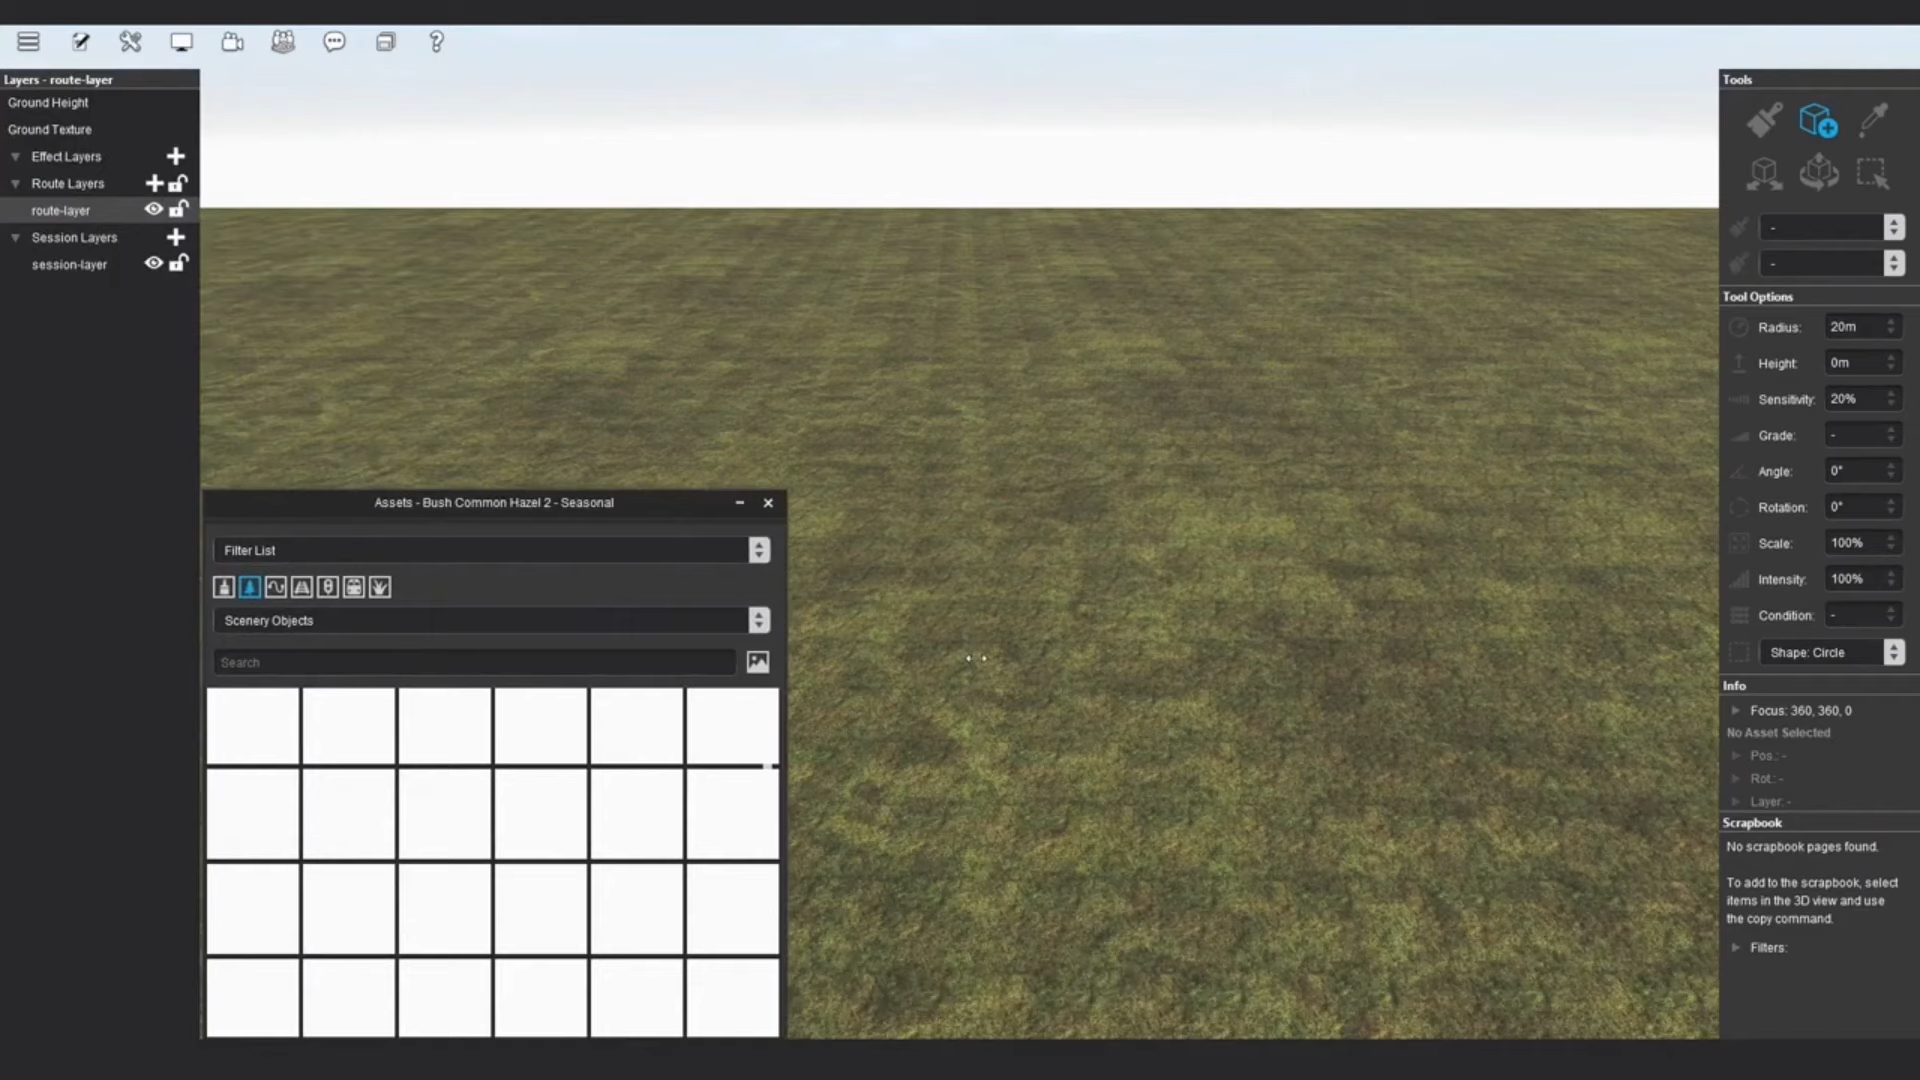 Layers - route-layer
Ground Height
Ground Texture
Effect Layers
Route Layers
route-layer
Session Layers
session-layer
Assets - Bush Common Hazel 2 - Seasonal
Filter List
Scenery Objects
Search
Tools
-
-
Tool Options
Radius: 20m
Height: 0m
Sensitivity: 20%
Grade: -
Angle: 0°
Rotation: 0°
Scale: 100%
Intensity: 100%
Condition: -
Shape: Circle
Info
Focus: 360, 360, 0
No Asset Selected
Pos.: -
Rot.: -
Layer: -
Scrapbook
No scrapbook pages found.
To add to the scrapbook, select
items in the 3D view and use
the copy command.
Filters: